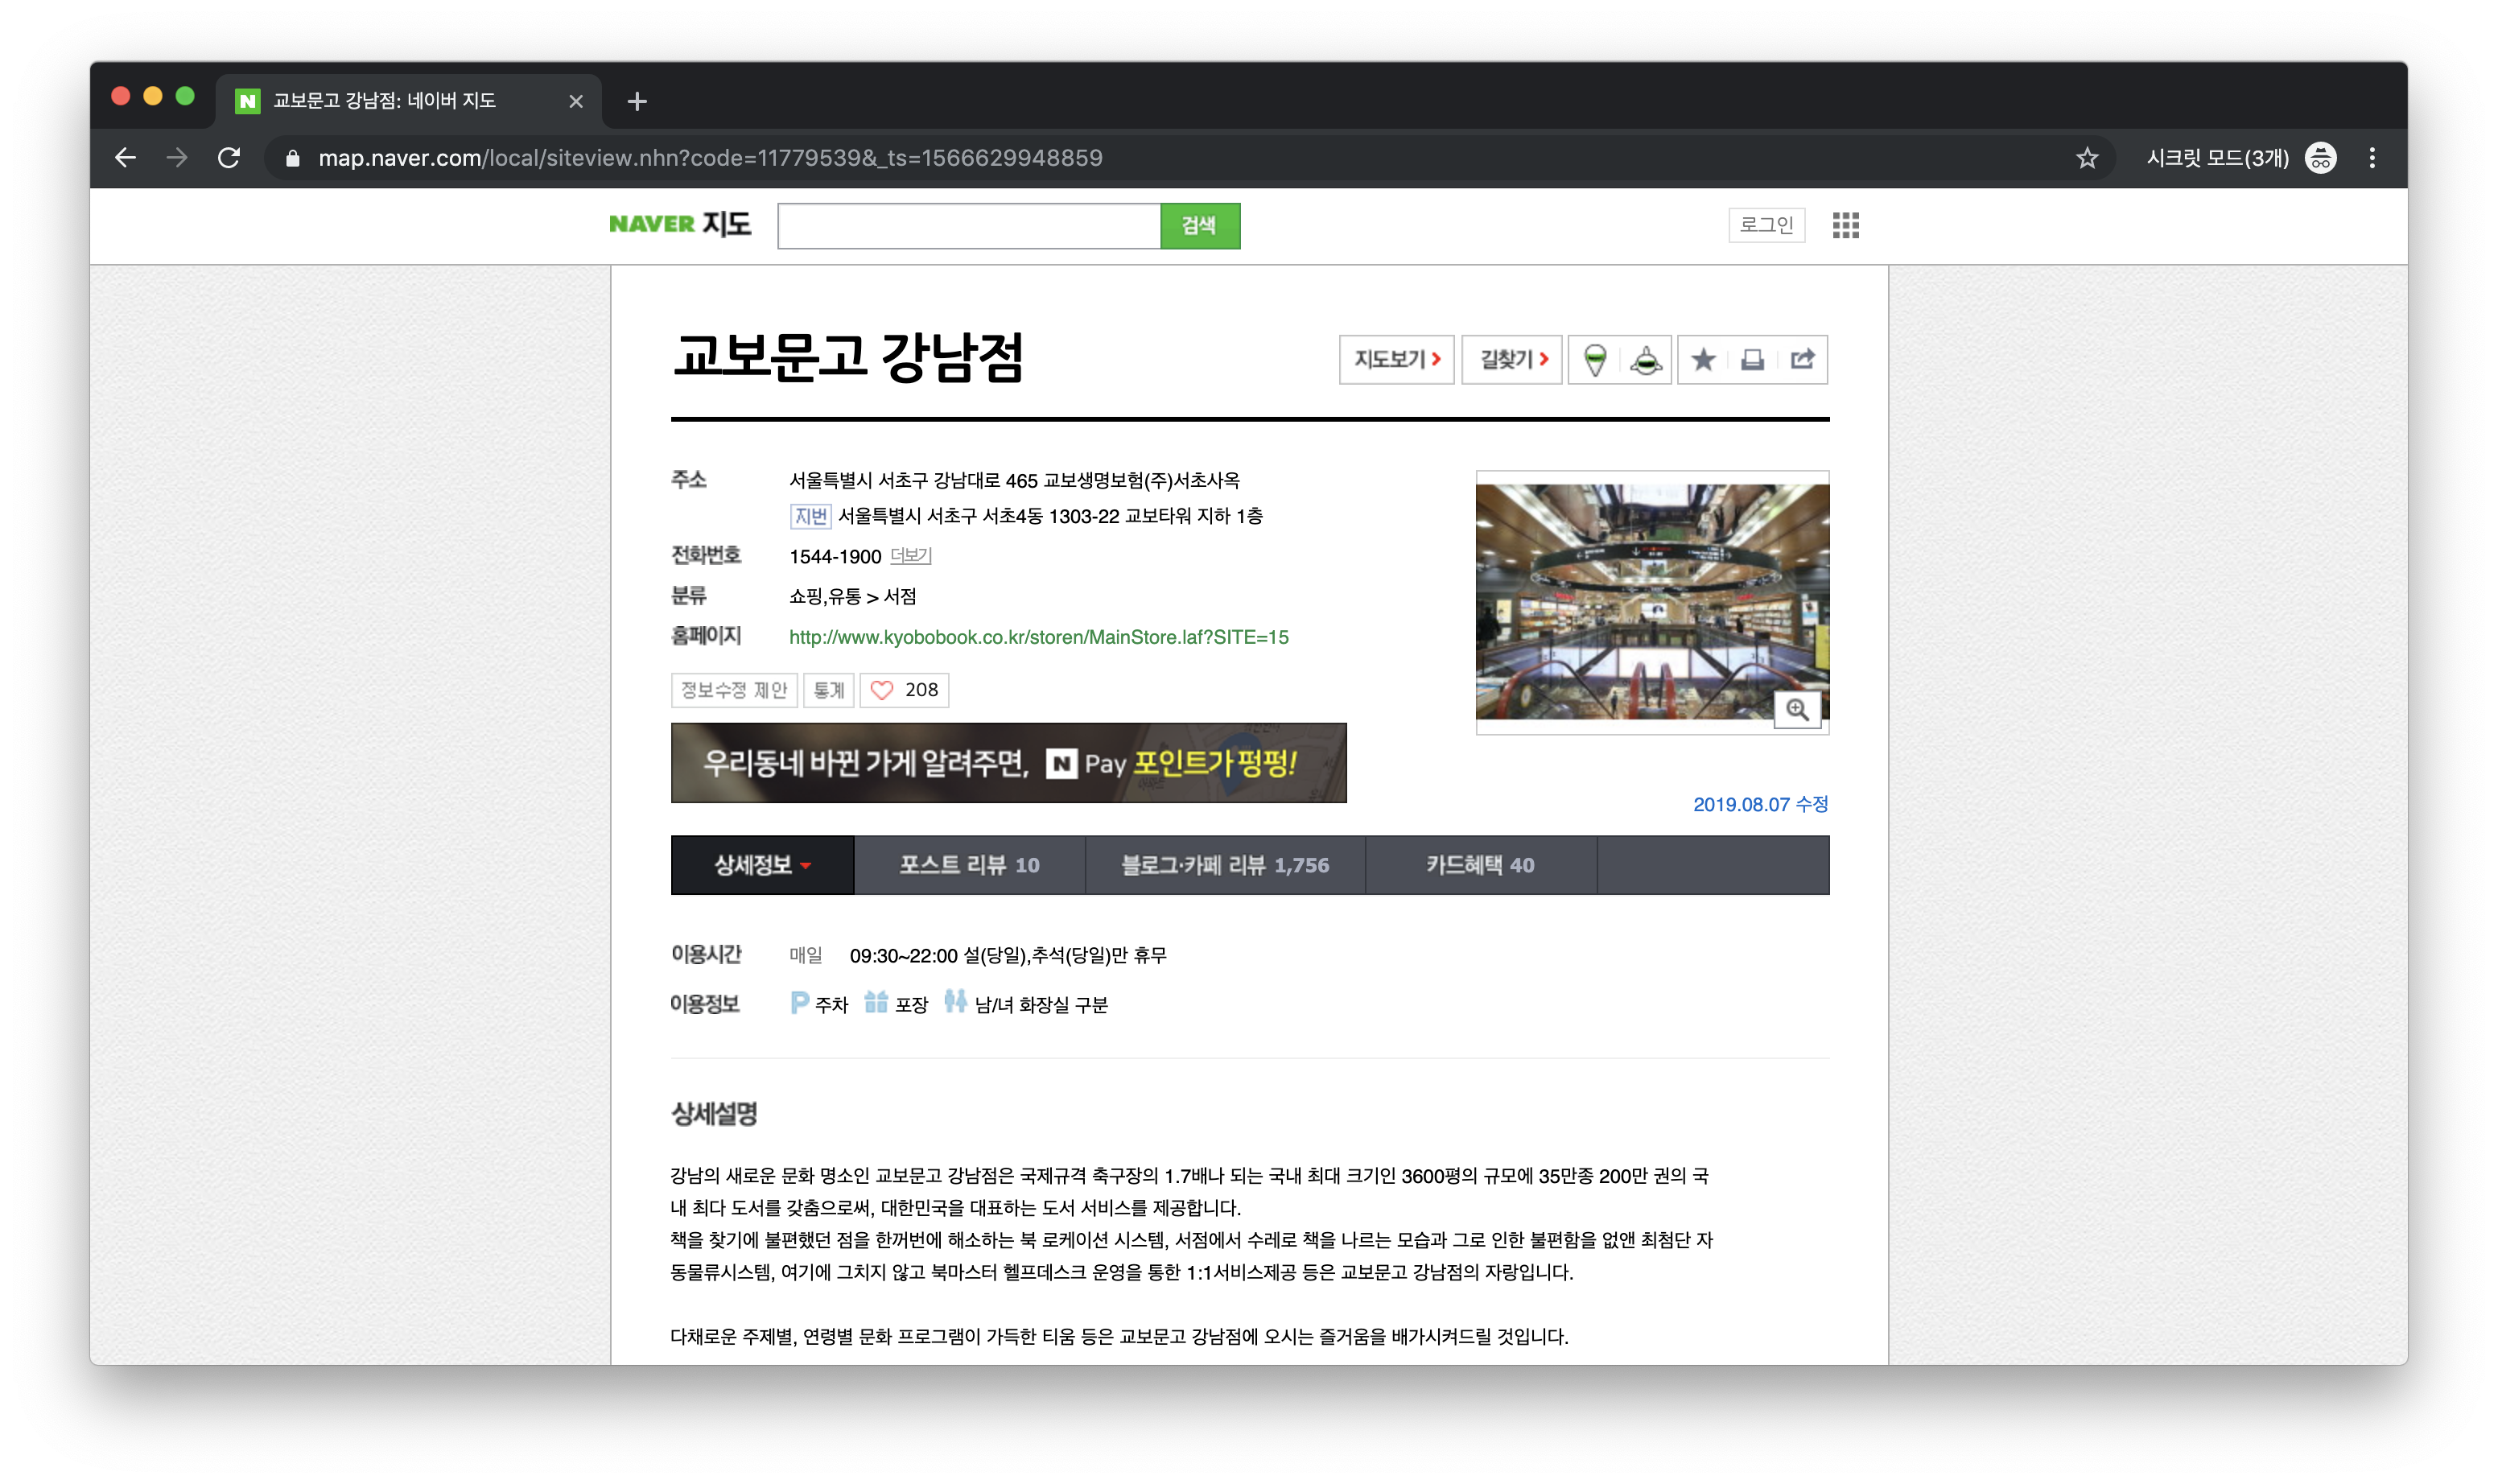 교보문고 강남점: 네이버 지도
map.naver.com/local/siteview.nhn?code=11779539&_ts=1566629948859
시크릿 모드(3개)
NAVER 지도
검색
로그인
교보문고 강남점
지도보기
길찾기
주소 서울특별시 서초구 강남대로 465 교보생명보험(주)서초사옥
지번 서울특별시 서초구 서초4동 1303-22 교보타워 지하 1층
전화번호 1544-1900 더보기
분류 쇼핑,유통 > 서점
홈페이지 http://www.kyobobook.co.kr/storen/MainStore.laf?SITE=15
정보수정 제안 통계 208
우리동네 바뀐 가게 알려주면, N Pay 포인트가 펑펑!
2019.08.07 수정
상세정보 포스트 리뷰 10 블로그·카페 리뷰 1,756 카드혜택 40
이용시간 매일 09:30~22:00 설(당일),추석(당일)만 휴무
이용정보 P 주차 포장 남/녀 화장실 구분
상세설명
강남의 새로운 문화 명소인 교보문고 강남점은 국제규격 축구장의 1.7배나 되는 국내 최대 크기인 3600평의 규모에 35만종 200만 권의 국
내 최다 도서를 갖춤으로써, 대한민국을 대표하는 도서 서비스를 제공합니다.
책을 찾기에 불편했던 점을 한꺼번에 해소하는 북 로케이션 시스템, 서점에서 수레로 책을 나르는 모습과 그로 인한 불편함을 없앤 최첨단 자
동물류시스템, 여기에 그치지 않고 북마스터 헬프데스크 운영을 통한 1:1서비스제공 등은 교보문고 강남점의 자랑입니다.
다채로운 주제별, 연령별 문화 프로그램이 가득한 티움 등은 교보문고 강남점에 오시는 즐거움을 배가시켜드릴 것입니다.